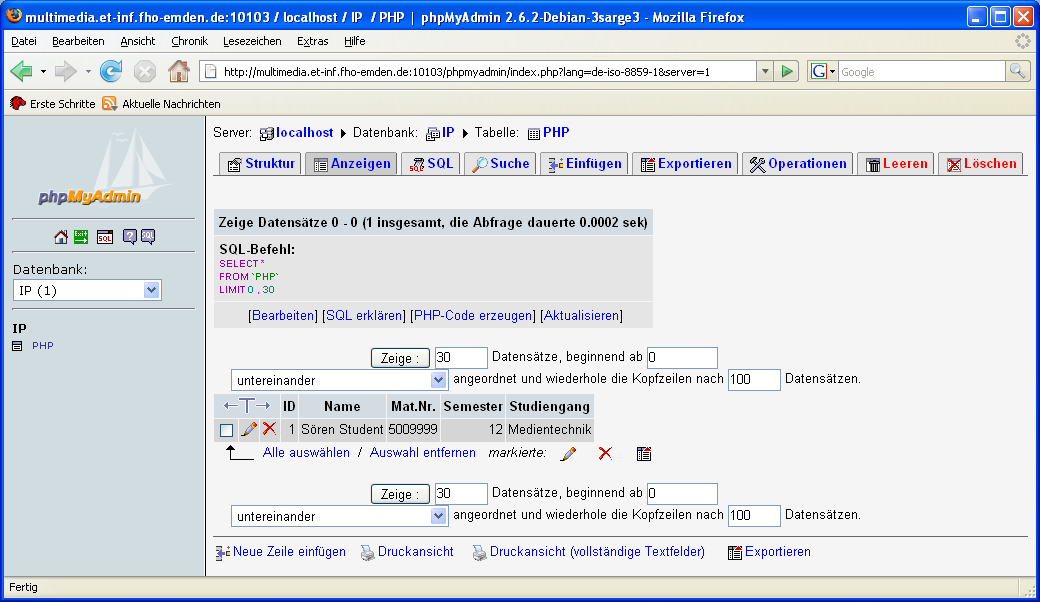 multimedia.et-inf.fho-emden.de:10103 / localhost / IP / PHP | phpMyAdmin 2.6.2-Debian-3sarge3 - Mozilla Firefox
Datei Bearbeiten Ansicht Chronik Lesezeichen Extras Hilfe
http://multimedia.et-inf.fho-emden.de:10103/phpmyadmin/index.php?lang=de-iso-8859-1&server=1 G Google
Erste Schritte Aktuelle Nachrichten
phpMyAdmin
Exit SQL ? SQL
Datenbank:
IP (1)
IP
PHP
Server: localhost Datenbank: IP Tabelle: PHP
Struktur Anzeigen SQL Suche Einfügen Exportieren Operationen Leeren Löschen
Zeige Datensätze 0 - 0 (1 insgesamt, die Abfrage dauerte 0.0002 sek)
SQL-Befehl:
SELECT *
FROM `PHP`
LIMIT 0 , 30
[Bearbeiten] [SQL erklären] [PHP-Code erzeugen] [Aktualisieren]
Zeige : 30 Datensätze, beginnend ab 0
untereinander angeordnet und wiederhole die Kopfzeilen nach 100 Datensätzen.
←T→ ID Name Mat.Nr. Semester Studiengang
1 Sören Student 5009999 12 Medientechnik
Alle auswählen / Auswahl entfernen markierte:
Zeige : 30 Datensätze, beginnend ab 0
untereinander angeordnet und wiederhole die Kopfzeilen nach 100 Datensätzen.
Neue Zeile einfügen Druckansicht Druckansicht (vollständige Textfelder) Exportieren
Fertig